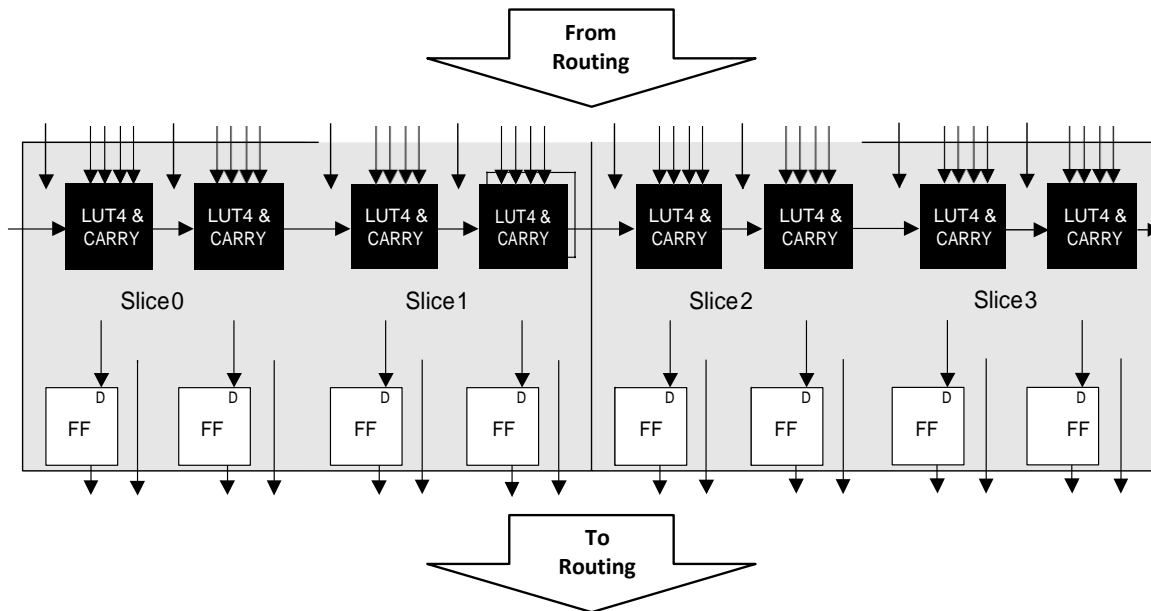 From
Routing
LUT4 &
CARRY
LUT4 &
CARRY
LUT4 &
CARRY
LUT4 &
CARRY
LUT4 &
CARRY
LUT4 &
CARRY
LUT4 &
CARRY
LUT4 &
CARRY
Slice0
Slice1
Slice2
Slice3
D
FF
D
FF
D
FF
D
FF
D
FF
D
FF
D
FF
D
FF
To
Routing